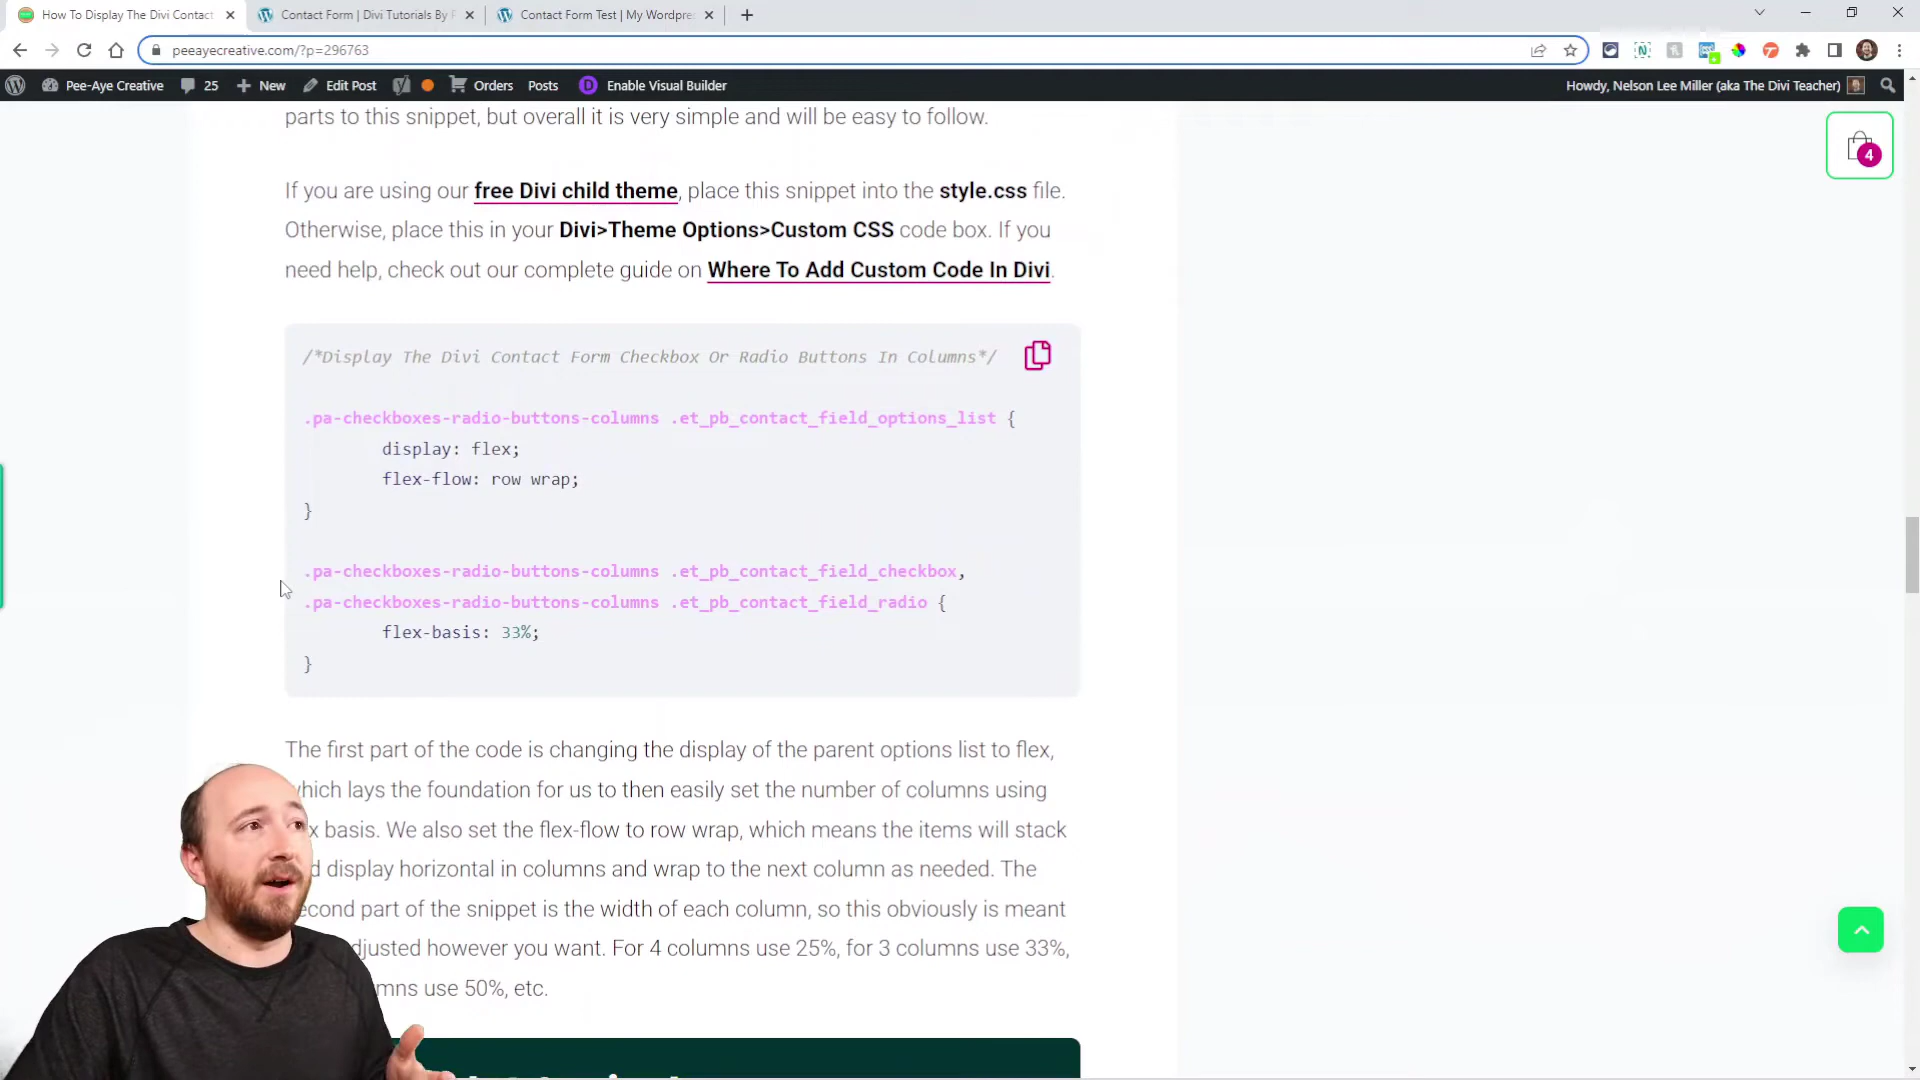 How To Display The Divi Contact
Contact Form | Divi Tutorials By
Contact Form Test | My Wordpre
peeayecreative.com/?p=296763
Pee-Aye Creative
25
New
Edit Post
Orders
Posts
Enable Visual Builder
Howdy, Nelson Lee Miller (aka The Divi Teacher)
parts to this snippet, but overall it is very simple and will be easy to follow.
4
If you are using our free Divi child theme, place this snippet into the style.css file.
Otherwise, place this in your Divi>Theme Options>Custom CSS code box. If you
need help, check out our complete guide on Where To Add Custom Code In Divi.
/*Display The Divi Contact Form Checkbox Or Radio Buttons In Columns*/
.pa-checkboxes-radio-buttons-columns .et_pb_contact_field_options_list {
display: flex;
flex-flow: row wrap;
}
.pa-checkboxes-radio-buttons-columns .et_pb_contact_field_checkbox,
.pa-checkboxes-radio-buttons-columns .et_pb_contact_field_radio {
flex-basis: 33%;
}
The first part of the code is changing the display of the parent options list to flex,
which lays the foundation for us to then easily set the number of columns using
x basis. We also set the flex-flow to row wrap, which means the items will stack
d display horizontal in columns and wrap to the next column as needed. The
econd part of the snippet is the width of each column, so this obviously is meant
djusted however you want. For 4 columns use 25%, for 3 columns use 33%,
mns use 50%, etc.